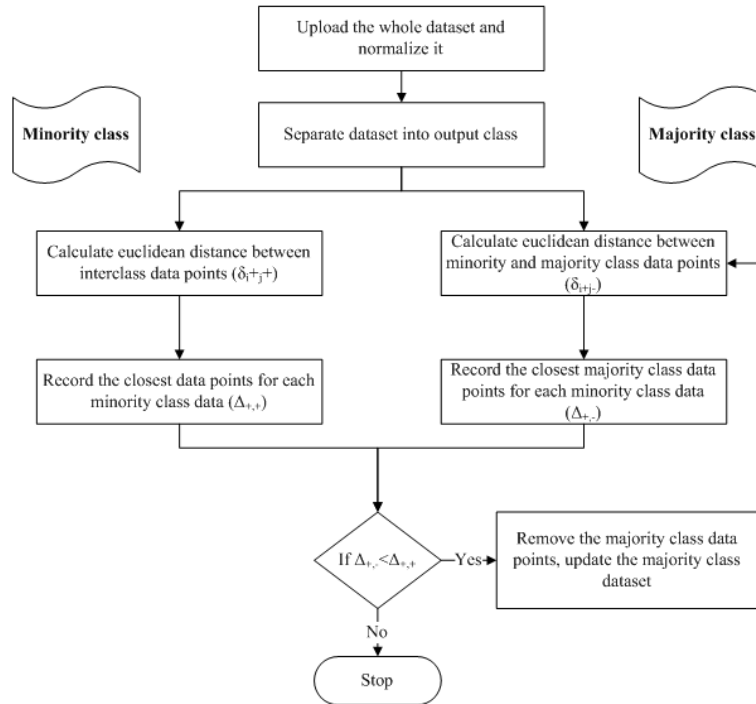 Upload the whole dataset and
normalize it
Minority class
Separate dataset into output class
Majority class
Calculate euclidean distance between
interclass data points (δᵢ+ⱼ+)
Calculate euclidean distance between
minority and majority class data points
(δᵢ₊ⱼ₋)
Record the closest data points for each
minority class data (Δ₊,₊)
Record the closest majority class data
points for each minority class data
(Δ₊,₋)
If Δ₊,₋<Δ₊,₊
Yes
Remove the majority class data
points, update the majority class
dataset
No
Stop